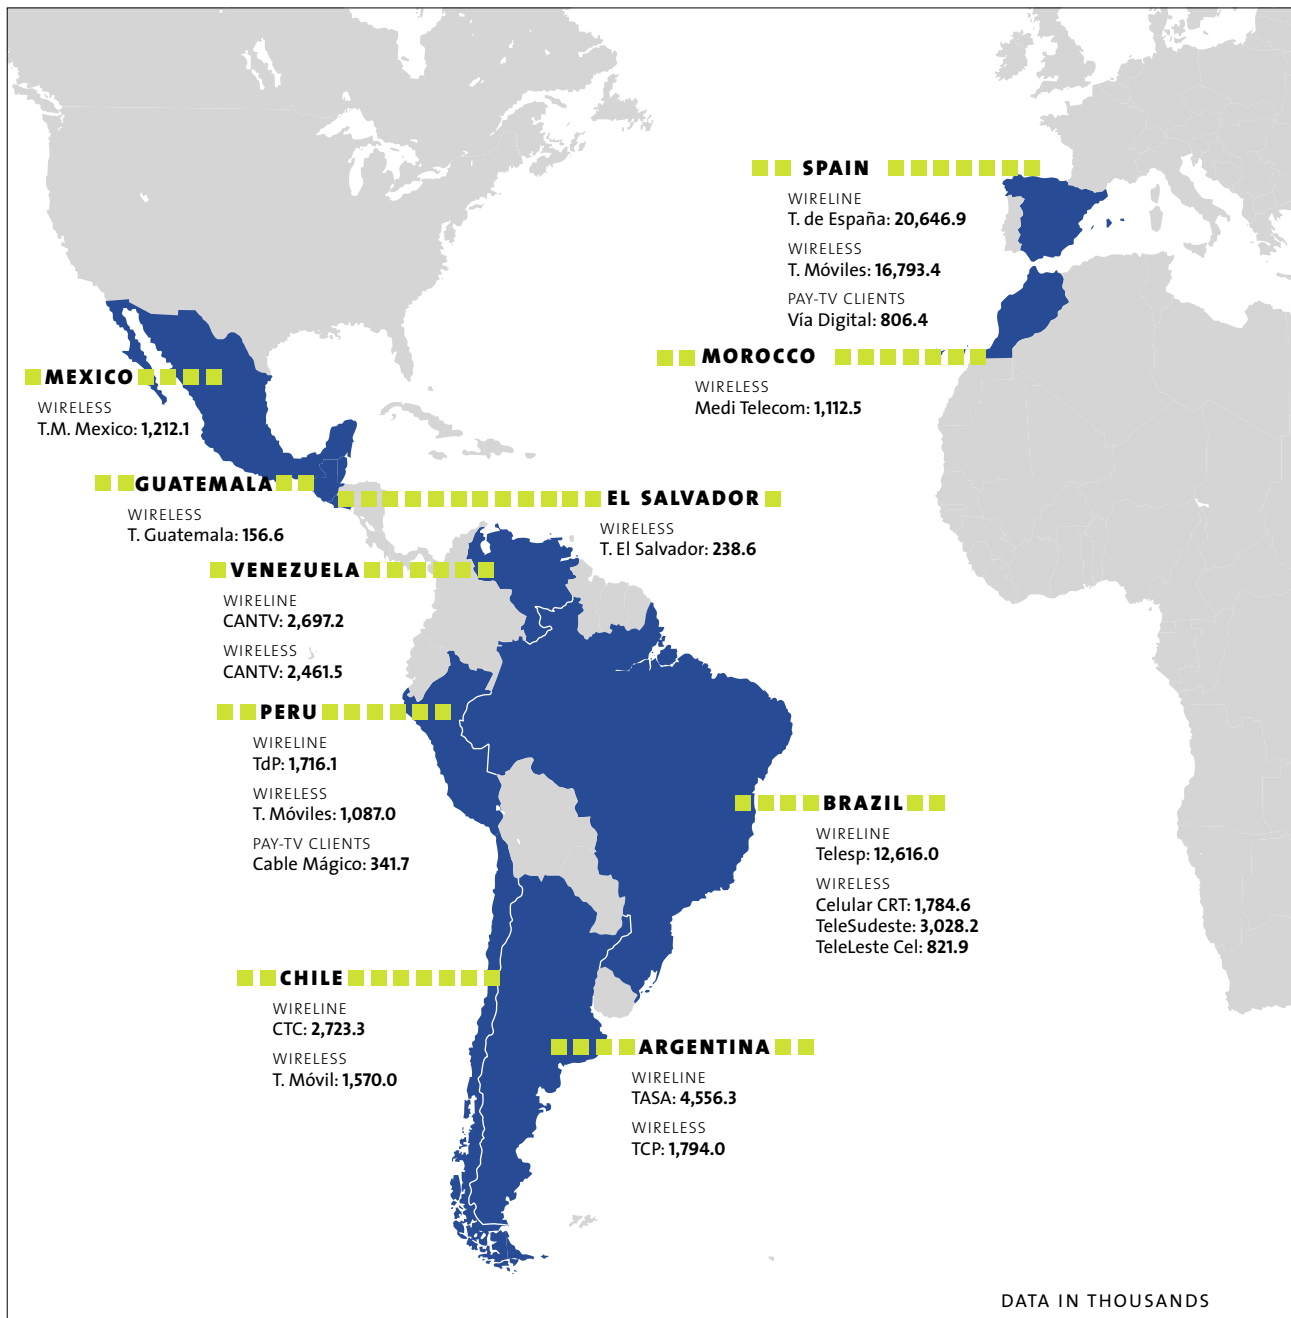 SPAIN
WIRELINE
T. de España: 20,646.9
WIRELESS
T. Móviles: 16,793.4
PAY-TV CLIENTS
Vía Digital: 806.4
MOROCCO
WIRELESS
Medi Telecom: 1,112.5
MEXICO
WIRELESS
T.M. Mexico: 1,212.1
GUATEMALA
WIRELESS
T. Guatemala: 156.6
EL SALVADOR
WIRELESS
T. El Salvador: 238.6
VENEZUELA
WIRELINE
CANTV: 2,697.2
WIRELESS
CANTV: 2,461.5
PERU
WIRELINE
TdP: 1,716.1
WIRELESS
T. Móviles: 1,087.0
PAY-TV CLIENTS
Cable Mágico: 341.7
BRAZIL
WIRELINE
Telesp: 12,616.0
WIRELESS
Celular CRT: 1,784.6
TeleSudeste: 3,028.2
TeleLeste Cel: 821.9
CHILE
WIRELINE
CTC: 2,723.3
WIRELESS
T. Móvil: 1,570.0
ARGENTINA
WIRELINE
TASA: 4,556.3
WIRELESS
TCP: 1,794.0
DATA IN THOUSANDS